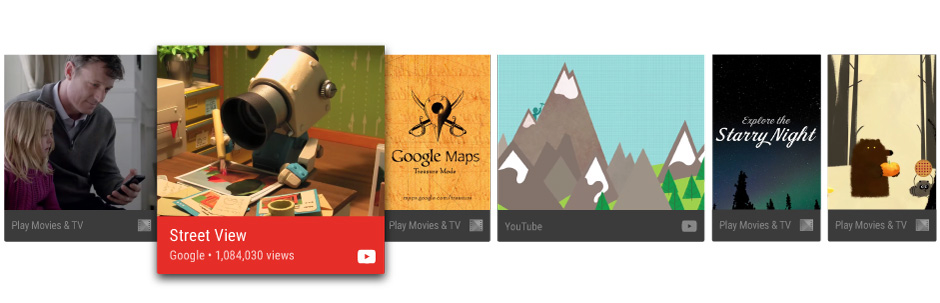 Play Movies & TV
Street View
Google • 1,084,030 views
Google Maps
Treasure Mode
Play Movies & TV
YouTube
Explore the
Starry Night
Play Movies & TV
Play Movies & TV